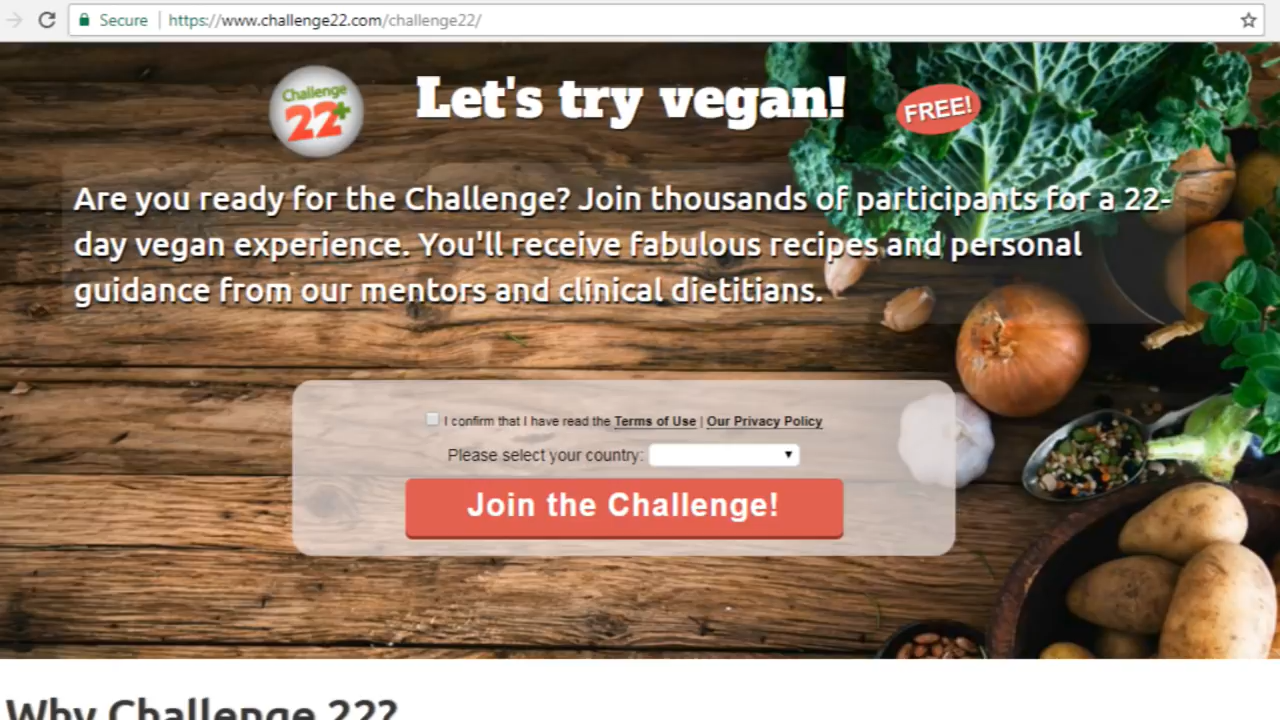 Secure
https://www.challenge22.com/challenge22/
Challenge
22+
Let's try vegan!
FREE!
Are you ready for the Challenge? Join thousands of participants for a 22-
day vegan experience. You'll receive fabulous recipes and personal
guidance from our mentors and clinical dietitians.
I confirm that I have read the Terms of Use | Our Privacy Policy
Please select your country:
Join the Challenge!
Why Challenge 22?